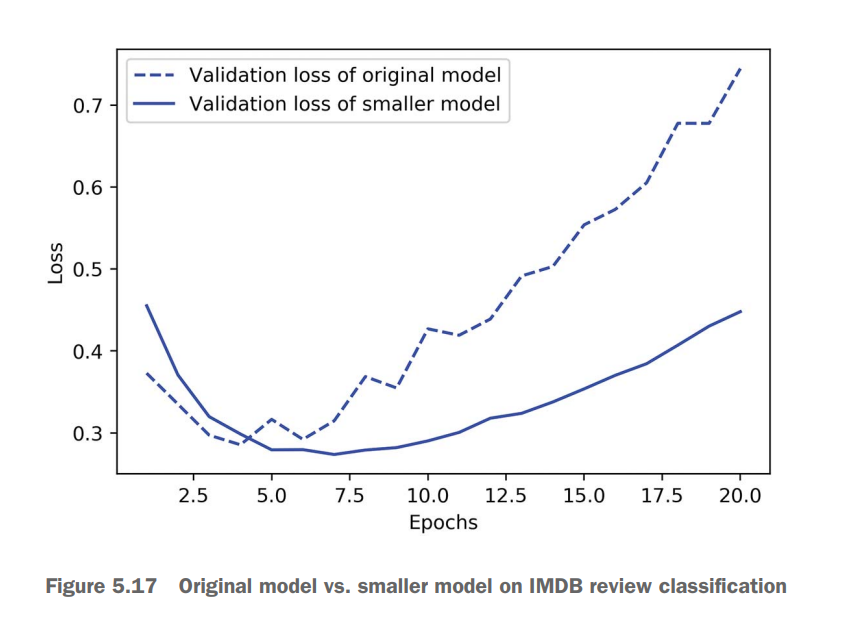 Validation loss of original model
Validation loss of smaller model
0.7
0.6
0.5
0.4
0.3
Loss
2.5 5.0 7.5 10.0 12.5 15.0 17.5 20.0
Epochs
Figure 5.17 Original model vs. smaller model on IMDB review classification